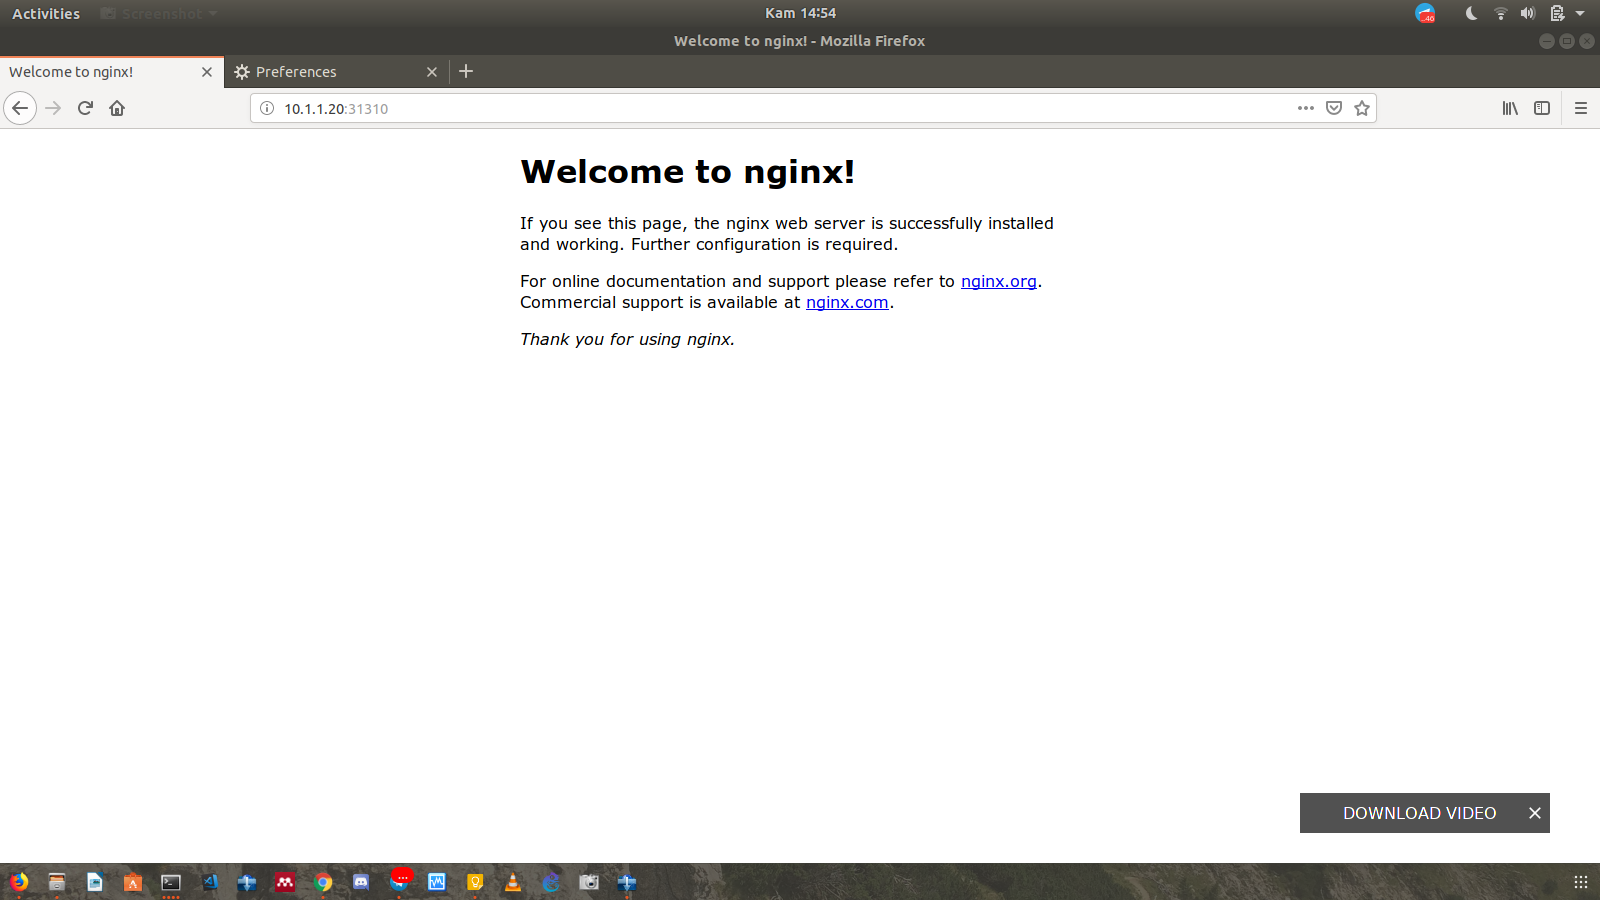 Activities
Screenshot
Kam 14:54
Welcome to nginx! - Mozilla Firefox
Welcome to nginx!
Preferences
10.1.1.20:31310
Welcome to nginx!
If you see this page, the nginx web server is successfully installed
and working. Further configuration is required.
For online documentation and support please refer to nginx.org.
Commercial support is available at nginx.com.
Thank you for using nginx.
DOWNLOAD VIDEO